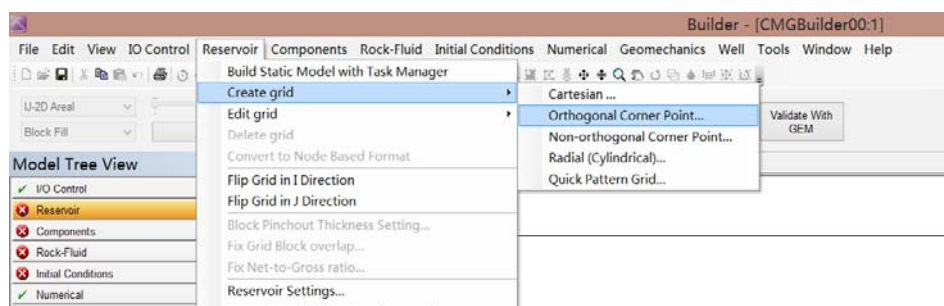 Builder - [CMGBuilder00:1]
File Edit View IO Control Reservoir Components Rock-Fluid Initial Conditions Numerical Geomechanics Well Tools Window Help
Build Static Model with Task Manager
Create grid
Cartesian ...
U-2D Areal
Edit grid
Orthogonal Corner Point...
Validate With GEM
Block Fill
Delete grid
Non-orthogonal Corner Point...
Model Tree View
Convert to Node Based Format
Radial (Cylindrical)...
I/O Control
Flip Grid in I Direction
Quick Pattern Grid...
Reservoir
Flip Grid in J Direction
Components
Block Pinchout Thickness Setting...
Rock-Fluid
Fix Grid Block overlap...
Initial Conditions
Fix Net-to-Gross ratio...
Numerical
Reservoir Settings...